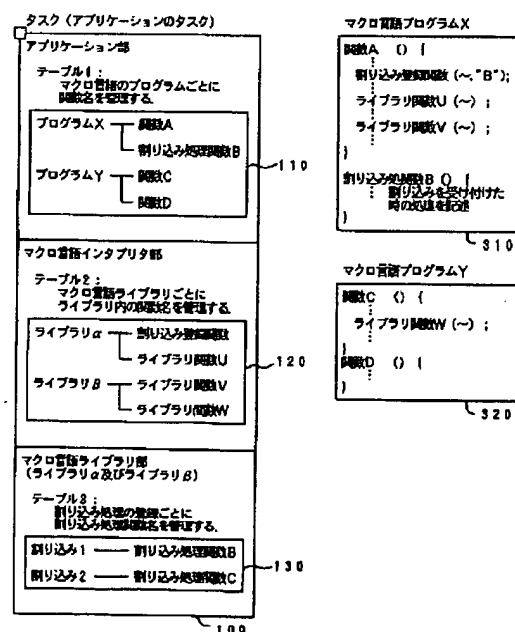 タスク(アプリケーションのタスク)
アプリケーション部
テーブル1:
マクロ言語のプログラムごとに
関数名を管理する.
プログラムX
関数A
割り込み処理関数B
プログラムY
関数C
関数D
110
マクロ言語インタプリタ部
テーブル2:
マクロ言語ライブラリごとに
ライブラリ内の関数名を管理する.
ライブラリα
割り込み登録関数
ライブラリ関数U
ライブラリβ
ライブラリ関数V
ライブラリ関数W
120
マクロ言語ライブラリ部
(ライブラリα及びライブラリβ)
テーブル3:
割り込み処理の登録ごとに
割り込み処理関数名を管理する.
割り込み1
割り込み処理関数B
割り込み2
割り込み処理関数C
130
100
マクロ言語プログラムX
関数A () {
割り込み登録関数(~,"B");
ライブラリ関数U(~);
ライブラリ関数V(~);
}
割り込み処関数B () {
割り込みを受け付けた
時の処理を記述
}
310
マクロ言語プログラムY
関数C () {
ライブラリ関数W(~);
}
関数D () {
}
320